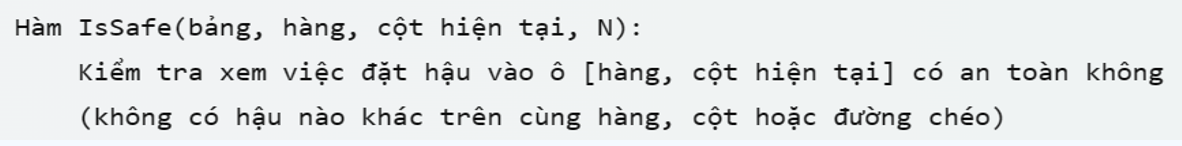 Hàm IsSafe(bảng, hàng, cột hiện tại, N):
Kiểm tra xem việc đặt hậu vào ô [hàng, cột hiện tại] có an toàn không
(không có hậu nào khác trên cùng hàng, cột hoặc đường chéo)